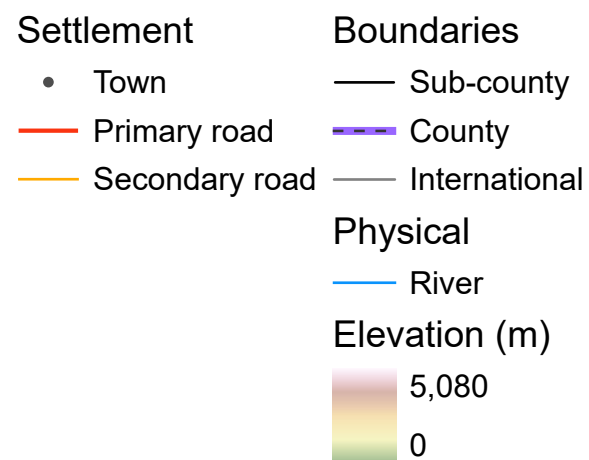 Settlement
Town
Primary road
Secondary road
Boundaries
Sub-county
County
International
Physical
River
Elevation (m)
5,080
0